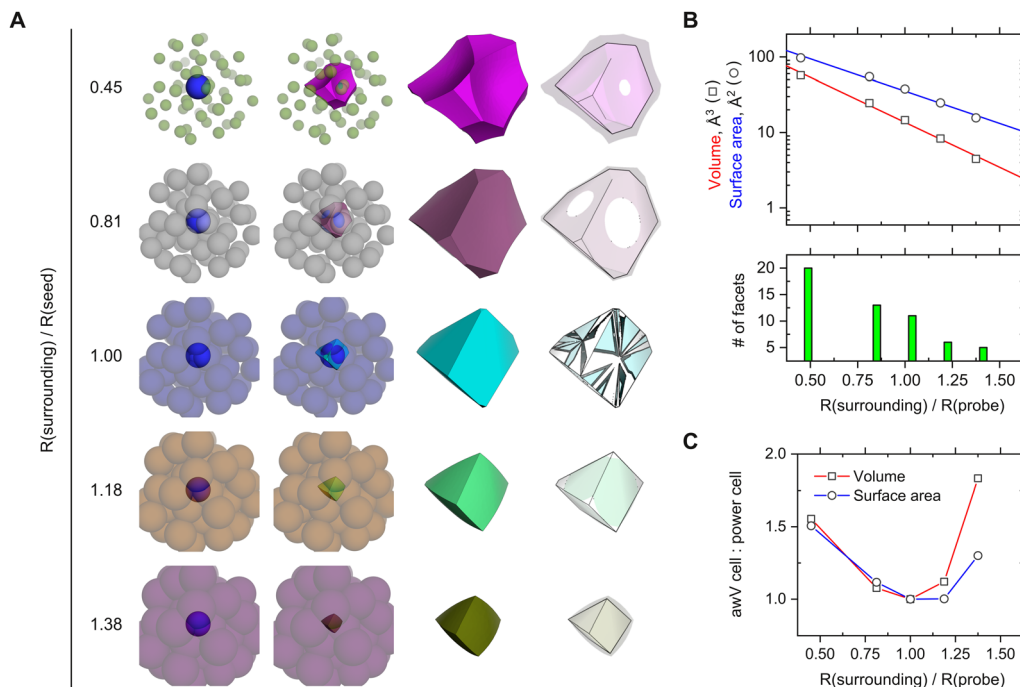 A
R(surrounding) / R(seed)
0.45
0.81
1.00
1.18
1.38
B
Volume, Å³ (□)
Surface area, Å² (○)
100
10
1
# of facets
20
15
10
5
0.50 0.75 1.00 1.25 1.50
R(surrounding) / R(probe)
C
awV cell : power cell
2.0
1.5
1.0
Volume
Surface area
0.50 0.75 1.00 1.25 1.50
R(surrounding) / R(probe)